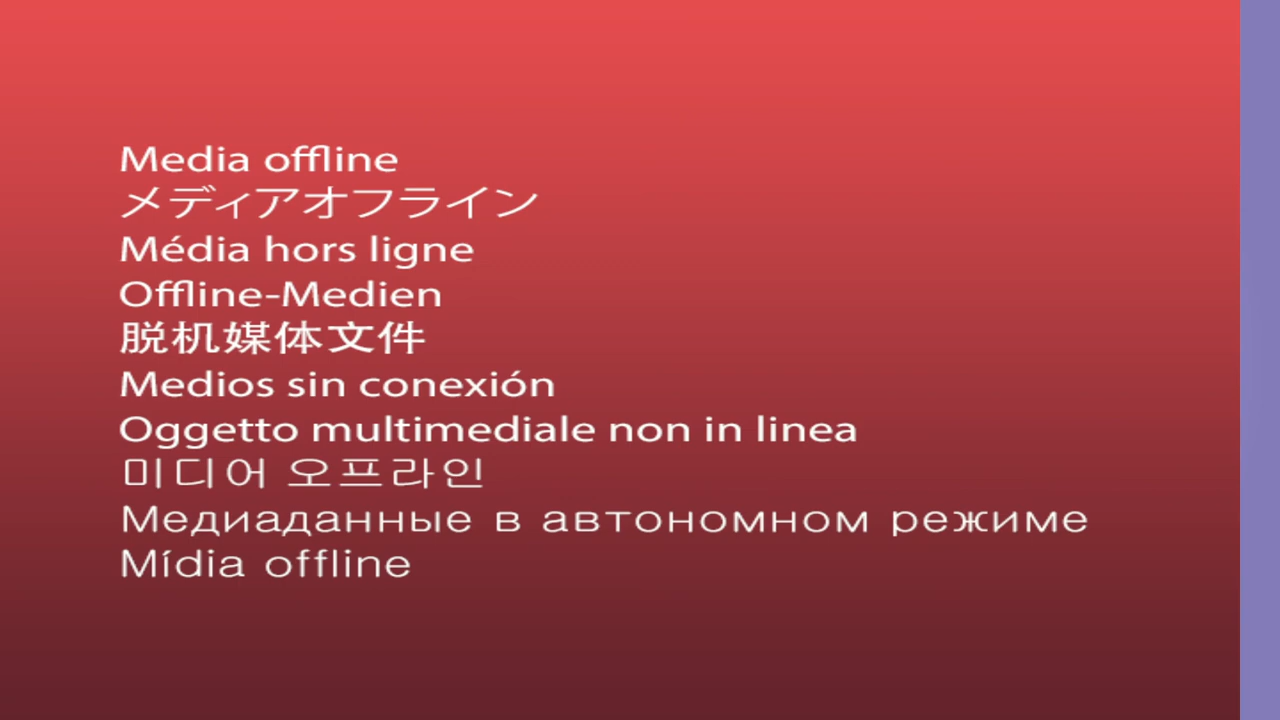 Media offline
メディアオフライン
Média hors ligne
Offline-Medien
脱机媒体文件
Medios sin conexión
Oggetto multimediale non in linea
미디어 오프라인
Медиаданные в автономном режиме
Mídia offline